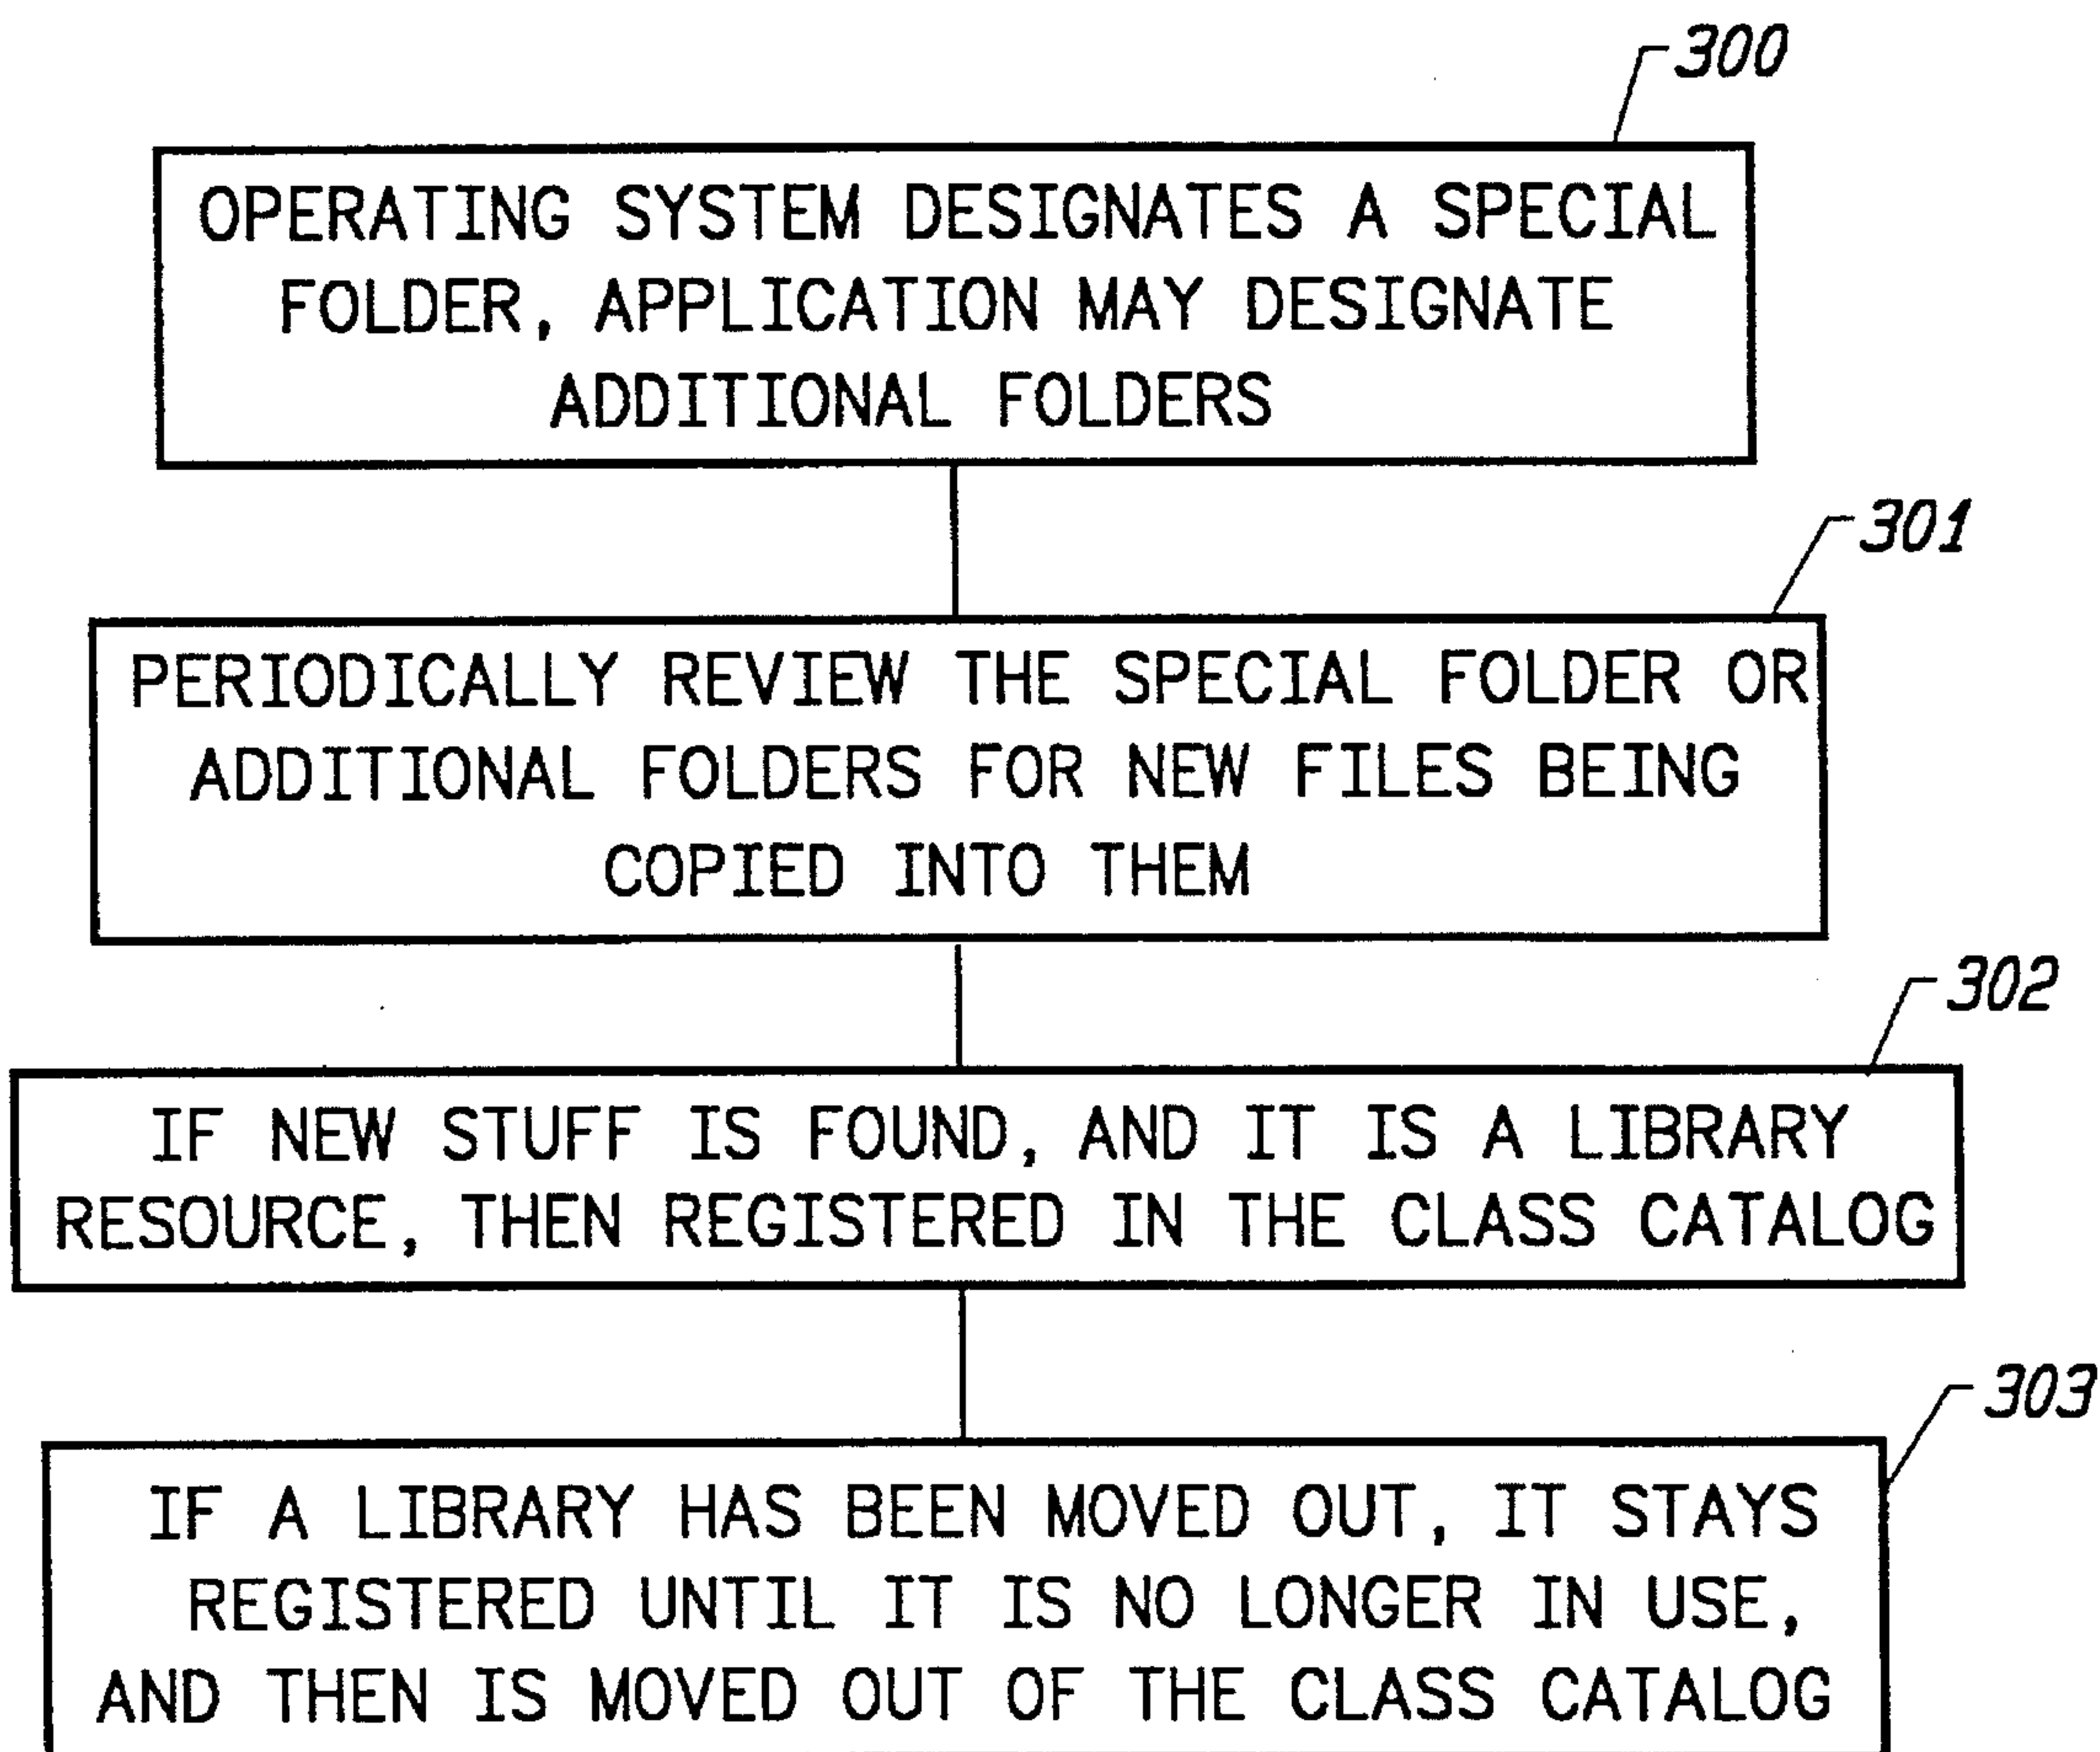 300
OPERATING SYSTEM DESIGNATES A SPECIAL
FOLDER, APPLICATION MAY DESIGNATE
ADDITIONAL FOLDERS
301
PERIODICALLY REVIEW THE SPECIAL FOLDER OR
ADDITIONAL FOLDERS FOR NEW FILES BEING
COPIED INTO THEM
302
IF NEW STUFF IS FOUND, AND IT IS A LIBRARY
RESOURCE, THEN REGISTERED IN THE CLASS CATALOG
303
IF A LIBRARY HAS BEEN MOVED OUT, IT STAYS
REGISTERED UNTIL IT IS NO LONGER IN USE,
AND THEN IS MOVED OUT OF THE CLASS CATALOG